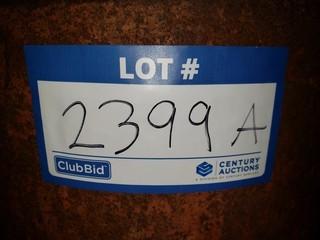 LOT #
2399 A
ClubBid
CENTURY
AUCTIONS